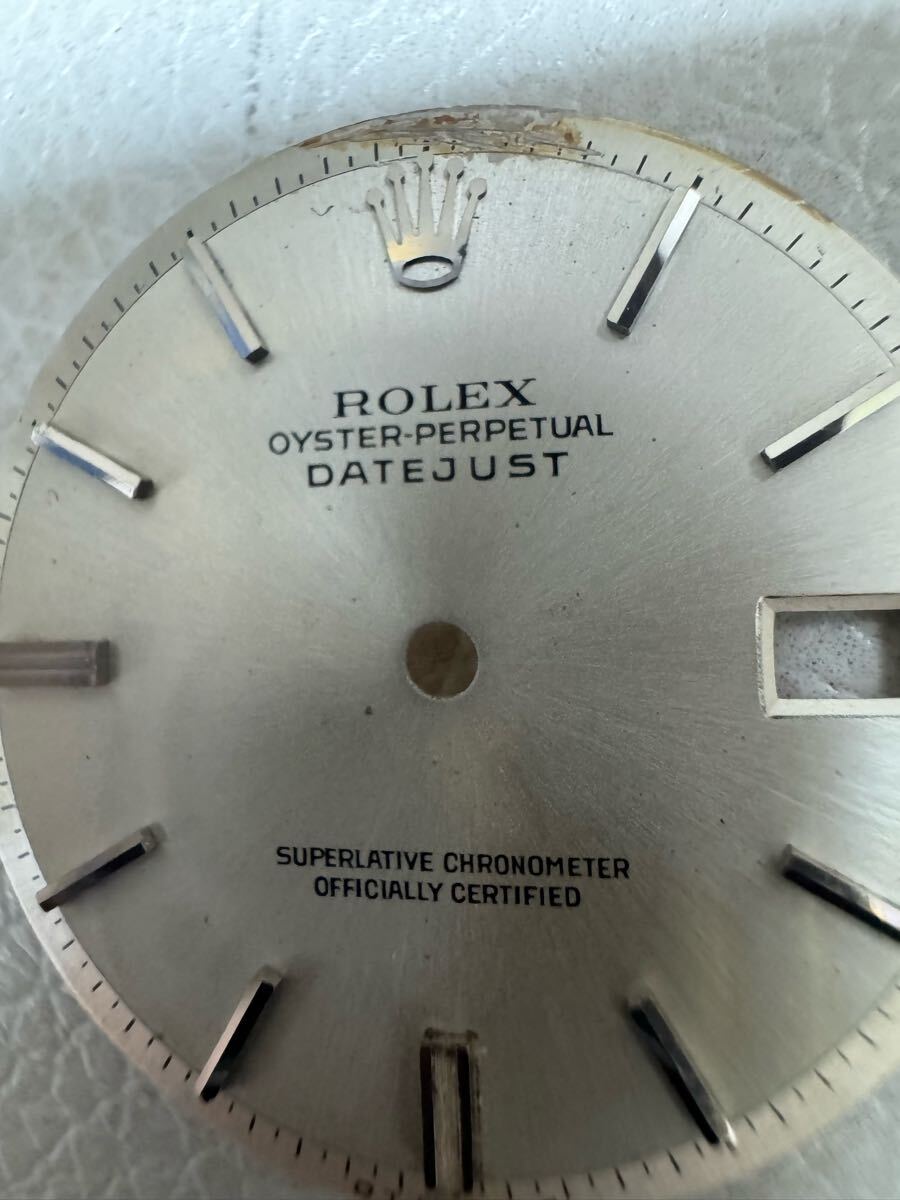 ROLEX
OYSTER-PERPETUAL
DATEJUST
SUPERLATIVE CHRONOMETER
OFFICIALLY CERTIFIED